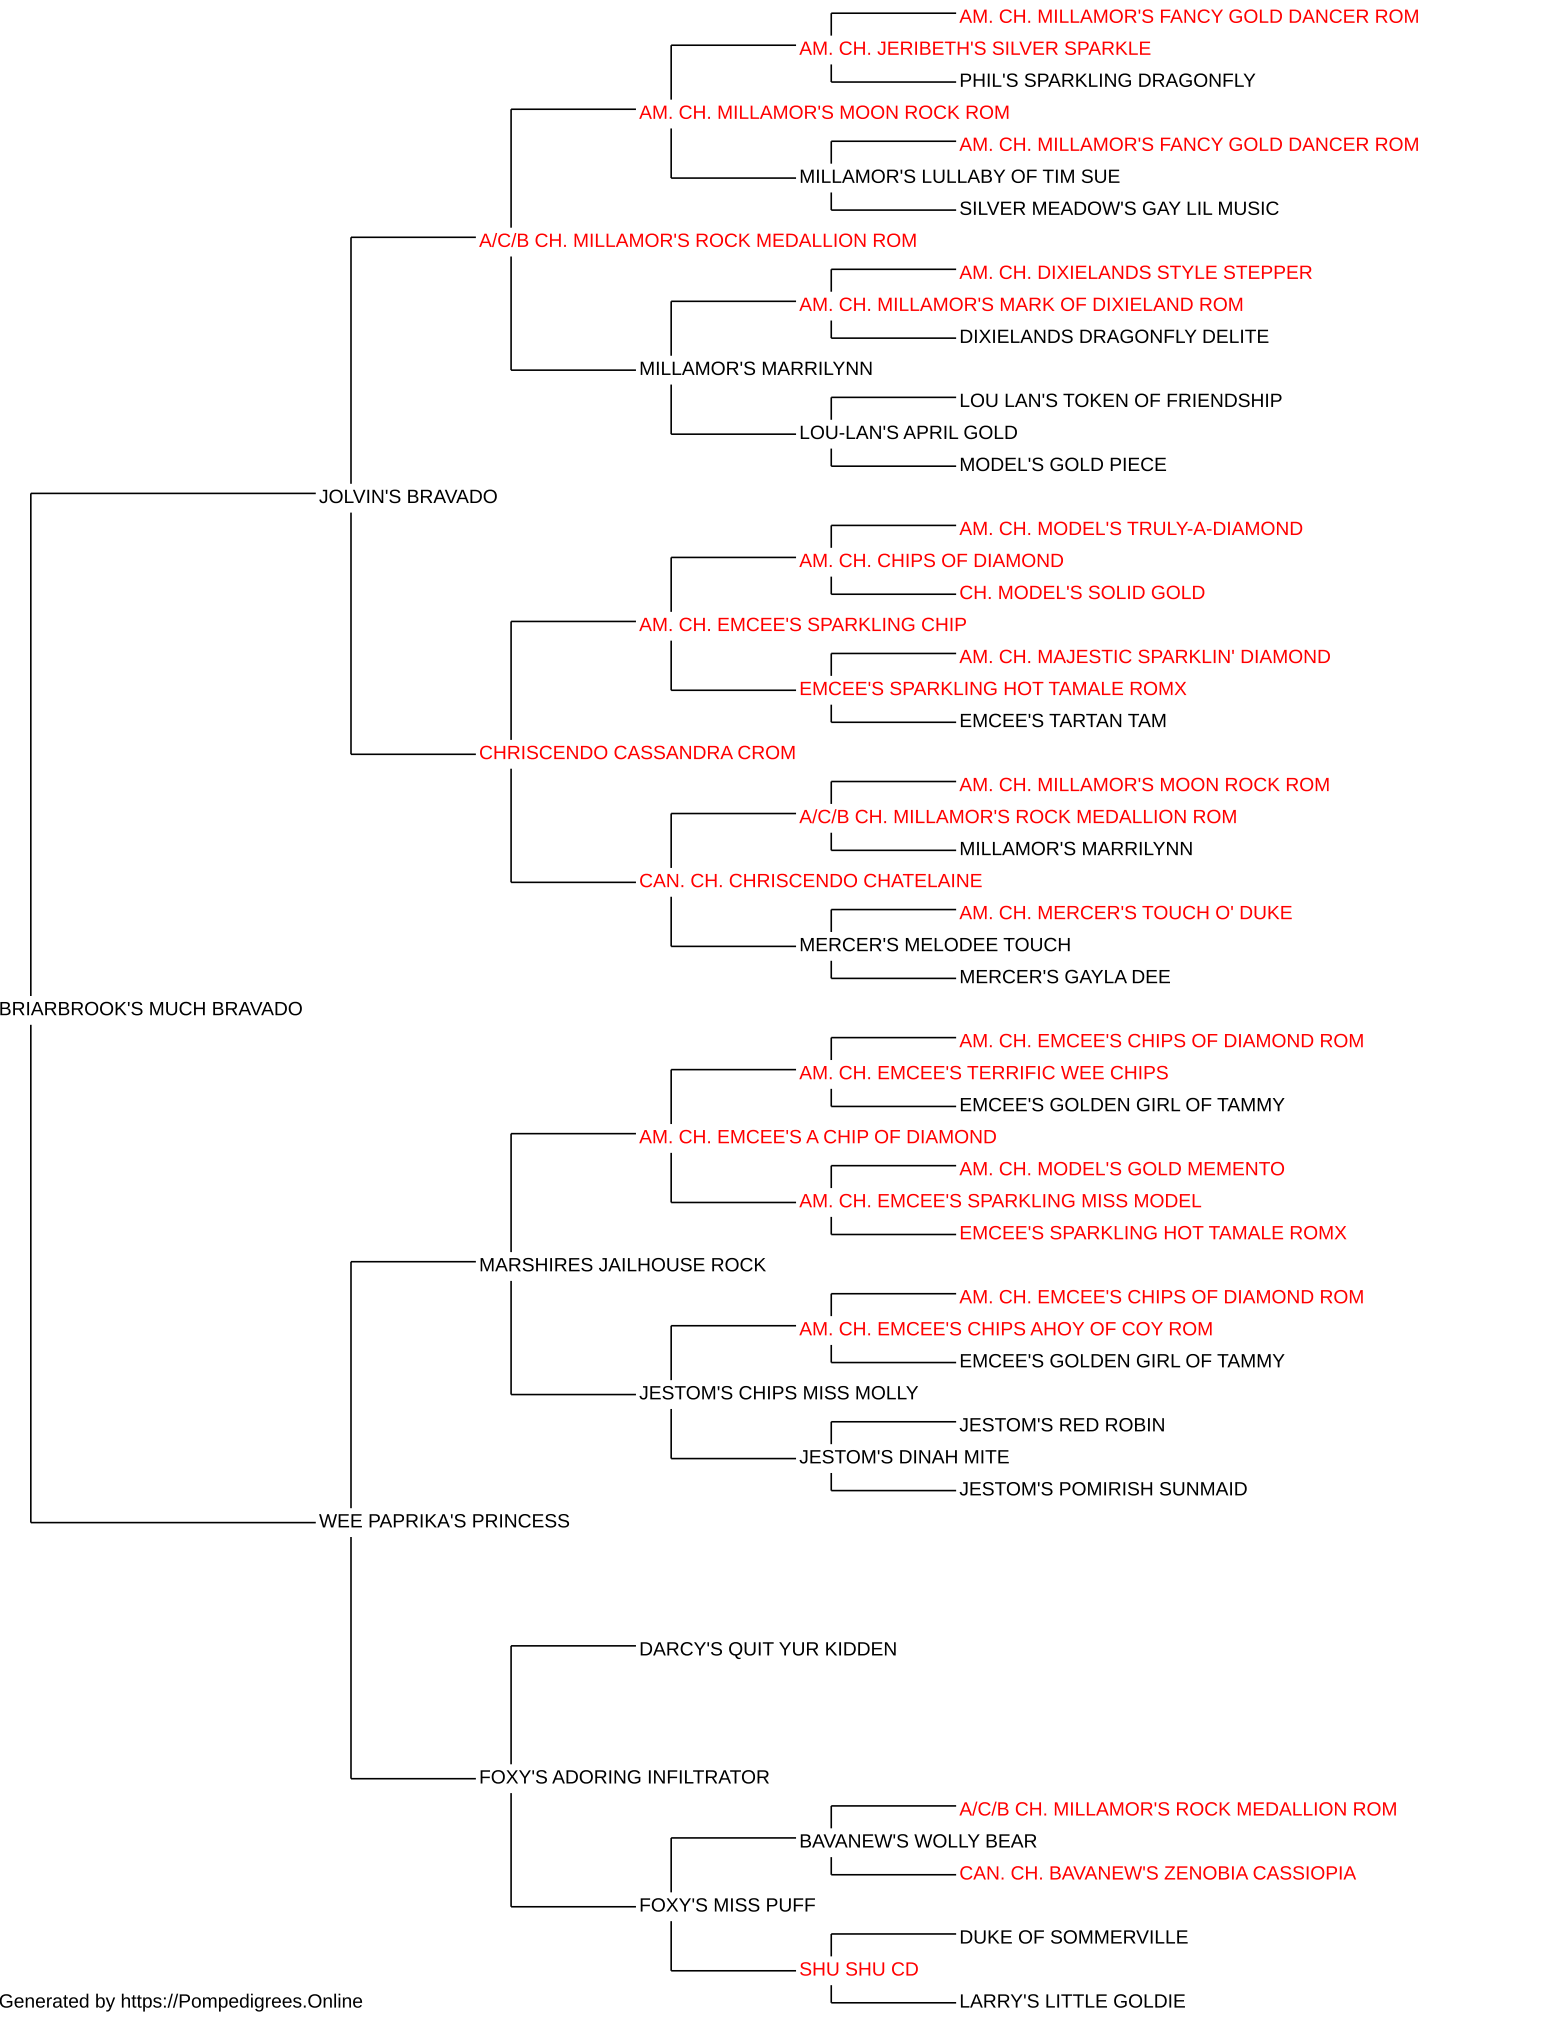 AM. CH. MILLAMOR'S FANCY GOLD DANCER ROM
AM. CH. JERIBETH'S SILVER SPARKLE
PHIL'S SPARKLING DRAGONFLY
AM. CH. MILLAMOR'S MOON ROCK ROM
AM. CH. MILLAMOR'S FANCY GOLD DANCER ROM
MILLAMOR'S LULLABY OF TIM SUE
SILVER MEADOW'S GAY LIL MUSIC
A/C/B CH. MILLAMOR'S ROCK MEDALLION ROM
AM. CH. DIXIELANDS STYLE STEPPER
AM. CH. MILLAMOR'S MARK OF DIXIELAND ROM
DIXIELANDS DRAGONFLY DELITE
MILLAMOR'S MARRILYNN
LOU LAN'S TOKEN OF FRIENDSHIP
LOU-LAN'S APRIL GOLD
MODEL'S GOLD PIECE
JOLVIN'S BRAVADO
AM. CH. MODEL'S TRULY-A-DIAMOND
AM. CH. CHIPS OF DIAMOND
CH. MODEL'S SOLID GOLD
AM. CH. EMCEE'S SPARKLING CHIP
AM. CH. MAJESTIC SPARKLIN' DIAMOND
EMCEE'S SPARKLING HOT TAMALE ROMX
EMCEE'S TARTAN TAM
CHRISCENDO CASSANDRA CROM
AM. CH. MILLAMOR'S MOON ROCK ROM
A/C/B CH. MILLAMOR'S ROCK MEDALLION ROM
MILLAMOR'S MARRILYNN
CAN. CH. CHRISCENDO CHATELAINE
AM. CH. MERCER'S TOUCH O' DUKE
MERCER'S MELODEE TOUCH
MERCER'S GAYLA DEE
BRIARBROOK'S MUCH BRAVADO
AM. CH. EMCEE'S CHIPS OF DIAMOND ROM
AM. CH. EMCEE'S TERRIFIC WEE CHIPS
EMCEE'S GOLDEN GIRL OF TAMMY
AM. CH. EMCEE'S A CHIP OF DIAMOND
AM. CH. MODEL'S GOLD MEMENTO
AM. CH. EMCEE'S SPARKLING MISS MODEL
EMCEE'S SPARKLING HOT TAMALE ROMX
MARSHIRES JAILHOUSE ROCK
AM. CH. EMCEE'S CHIPS OF DIAMOND ROM
AM. CH. EMCEE'S CHIPS AHOY OF COY ROM
EMCEE'S GOLDEN GIRL OF TAMMY
JESTOM'S CHIPS MISS MOLLY
JESTOM'S RED ROBIN
JESTOM'S DINAH MITE
JESTOM'S POMIRISH SUNMAID
WEE PAPRIKA'S PRINCESS
DARCY'S QUIT YUR KIDDEN
FOXY'S ADORING INFILTRATOR
A/C/B CH. MILLAMOR'S ROCK MEDALLION ROM
BAVANEW'S WOLLY BEAR
CAN. CH. BAVANEW'S ZENOBIA CASSIOPIA
FOXY'S MISS PUFF
DUKE OF SOMMERVILLE
SHU SHU CD
LARRY'S LITTLE GOLDIE
Generated by https://Pompedigrees.Online